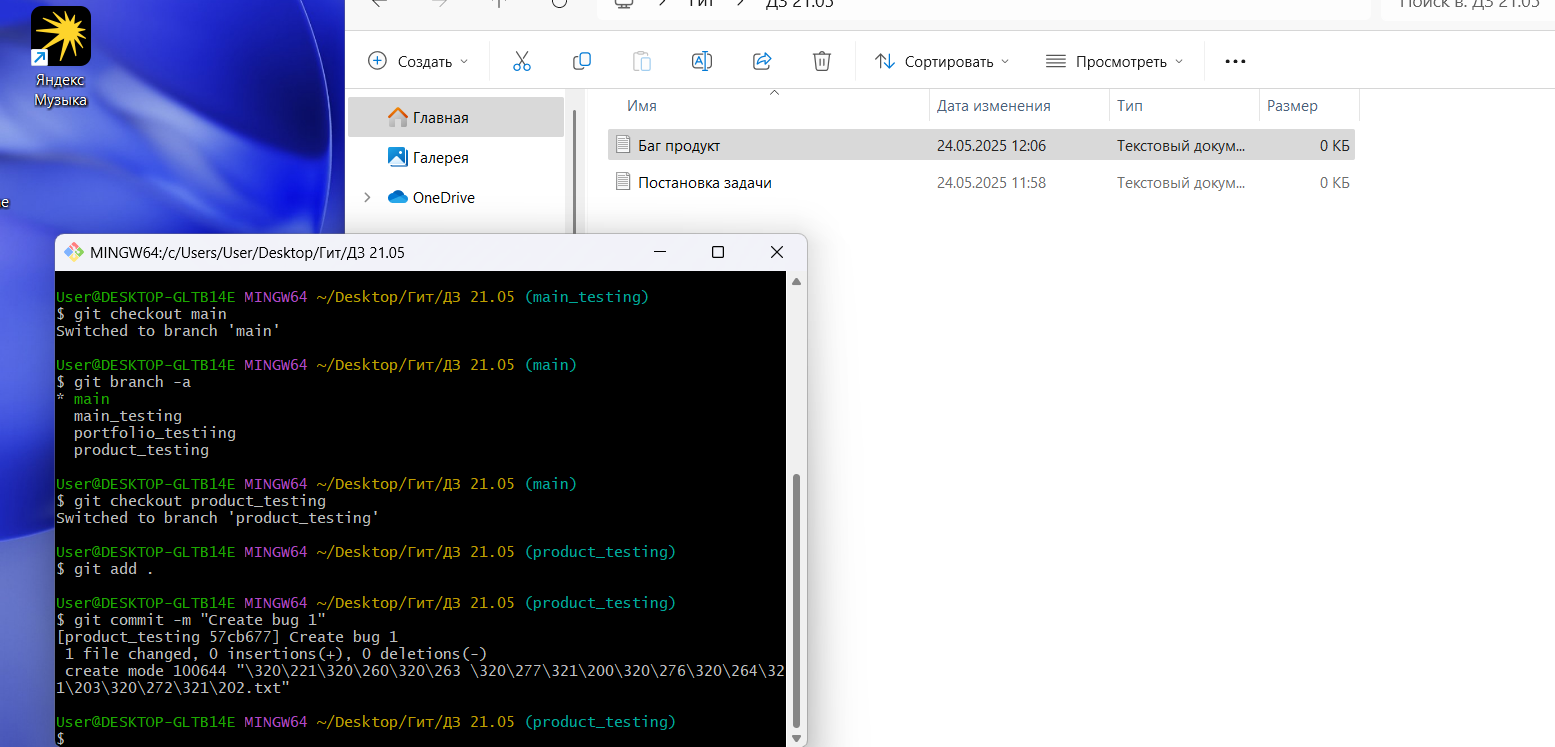 Яндекс
Музыка
е
Гит
ДЗ 21.05
Поиск в: ДЗ 21.05
Создать
Сортировать
Просмотреть
Имя
Дата изменения
Тип
Размер
Главная
Галерея
OneDrive
Баг продукт
24.05.2025 12:06
Текстовый докум...
0 КБ
Постановка задачи
24.05.2025 11:58
Текстовый докум...
0 КБ
MINGW64:/c/Users/User/Desktop/Гит/ДЗ 21.05
User@DESKTOP-GLTB14E MINGW64 ~/Desktop/Гит/ДЗ 21.05 (main_testing)
$ git checkout main
Switched to branch 'main'
User@DESKTOP-GLTB14E MINGW64 ~/Desktop/Гит/ДЗ 21.05 (main)
$ git branch -a
* main
main_testing
portfolio_testiing
product_testing
User@DESKTOP-GLTB14E MINGW64 ~/Desktop/Гит/ДЗ 21.05 (main)
$ git checkout product_testing
Switched to branch 'product_testing'
User@DESKTOP-GLTB14E MINGW64 ~/Desktop/Гит/ДЗ 21.05 (product_testing)
$ git add .
User@DESKTOP-GLTB14E MINGW64 ~/Desktop/Гит/ДЗ 21.05 (product_testing)
$ git commit -m "Create bug 1"
[product_testing 57cb677] Create bug 1
1 file changed, 0 insertions(+), 0 deletions(-)
create mode 100644 "\320\221\320\260\320\263 \320\277\321\200\320\276\320\264\32
1\203\320\272\321\202.txt"
User@DESKTOP-GLTB14E MINGW64 ~/Desktop/Гит/ДЗ 21.05 (product_testing)
$